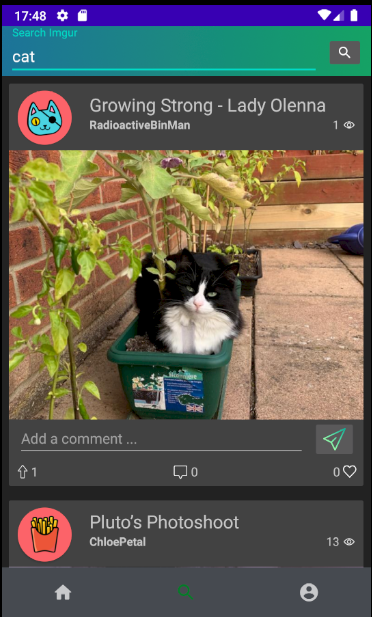 17:48
Search Imgur
cat
Growing Strong - Lady Olenna
RadioactiveBinMan
1
Add a comment ...
1
0
0
Pluto's Photoshoot
ChloePetal
13